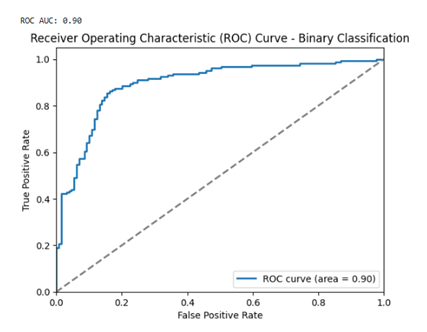 ROC AUC: 0.90
Receiver Operating Characteristic (ROC) Curve - Binary Classification
1.0
0.8
0.6
0.4
0.2
0.0
True Positive Rate
ROC curve (area = 0.90)
0.0 0.2 0.4 0.6 0.8 1.0
False Positive Rate